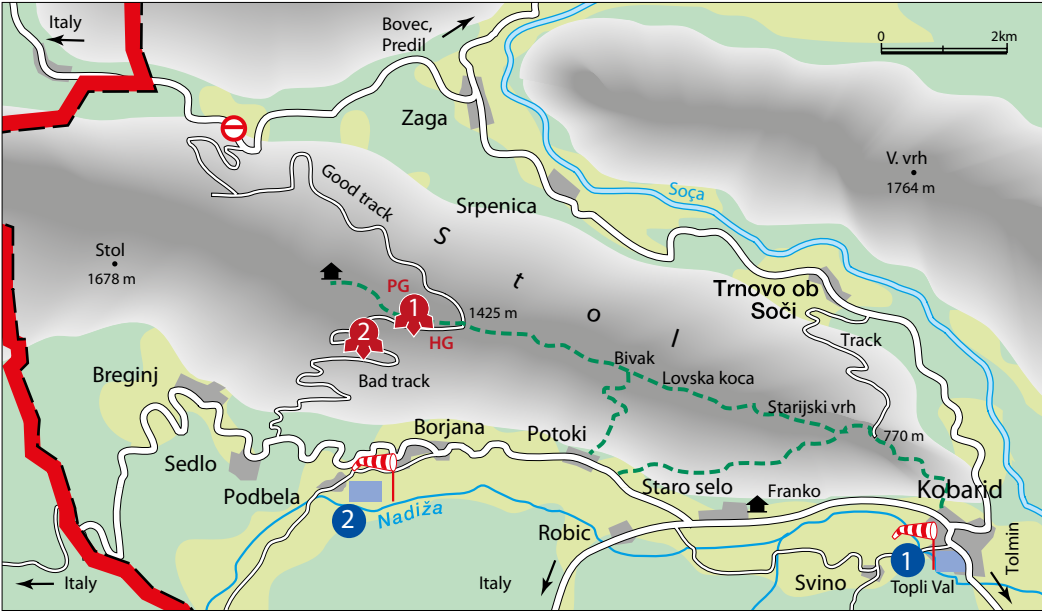 Italy
Bovec,
Predil
0
2km
Zaga
V. vrh
1764 m
Soça
Good track
Srpenica
Stol
Stol
1678 m
PG
1
1425 m
Trnovo ob
Soči
2
HG
Track
Bivak
Breginj
Bad track
Lovska koca
Starijski vrh
Borjana
Potoki
770 m
Sedlo
Podbela
Staro selo
Franko
Kobarid
2
Nadiža
Robic
Tolmin
1
Italy
Italy
Svino
Topli Val